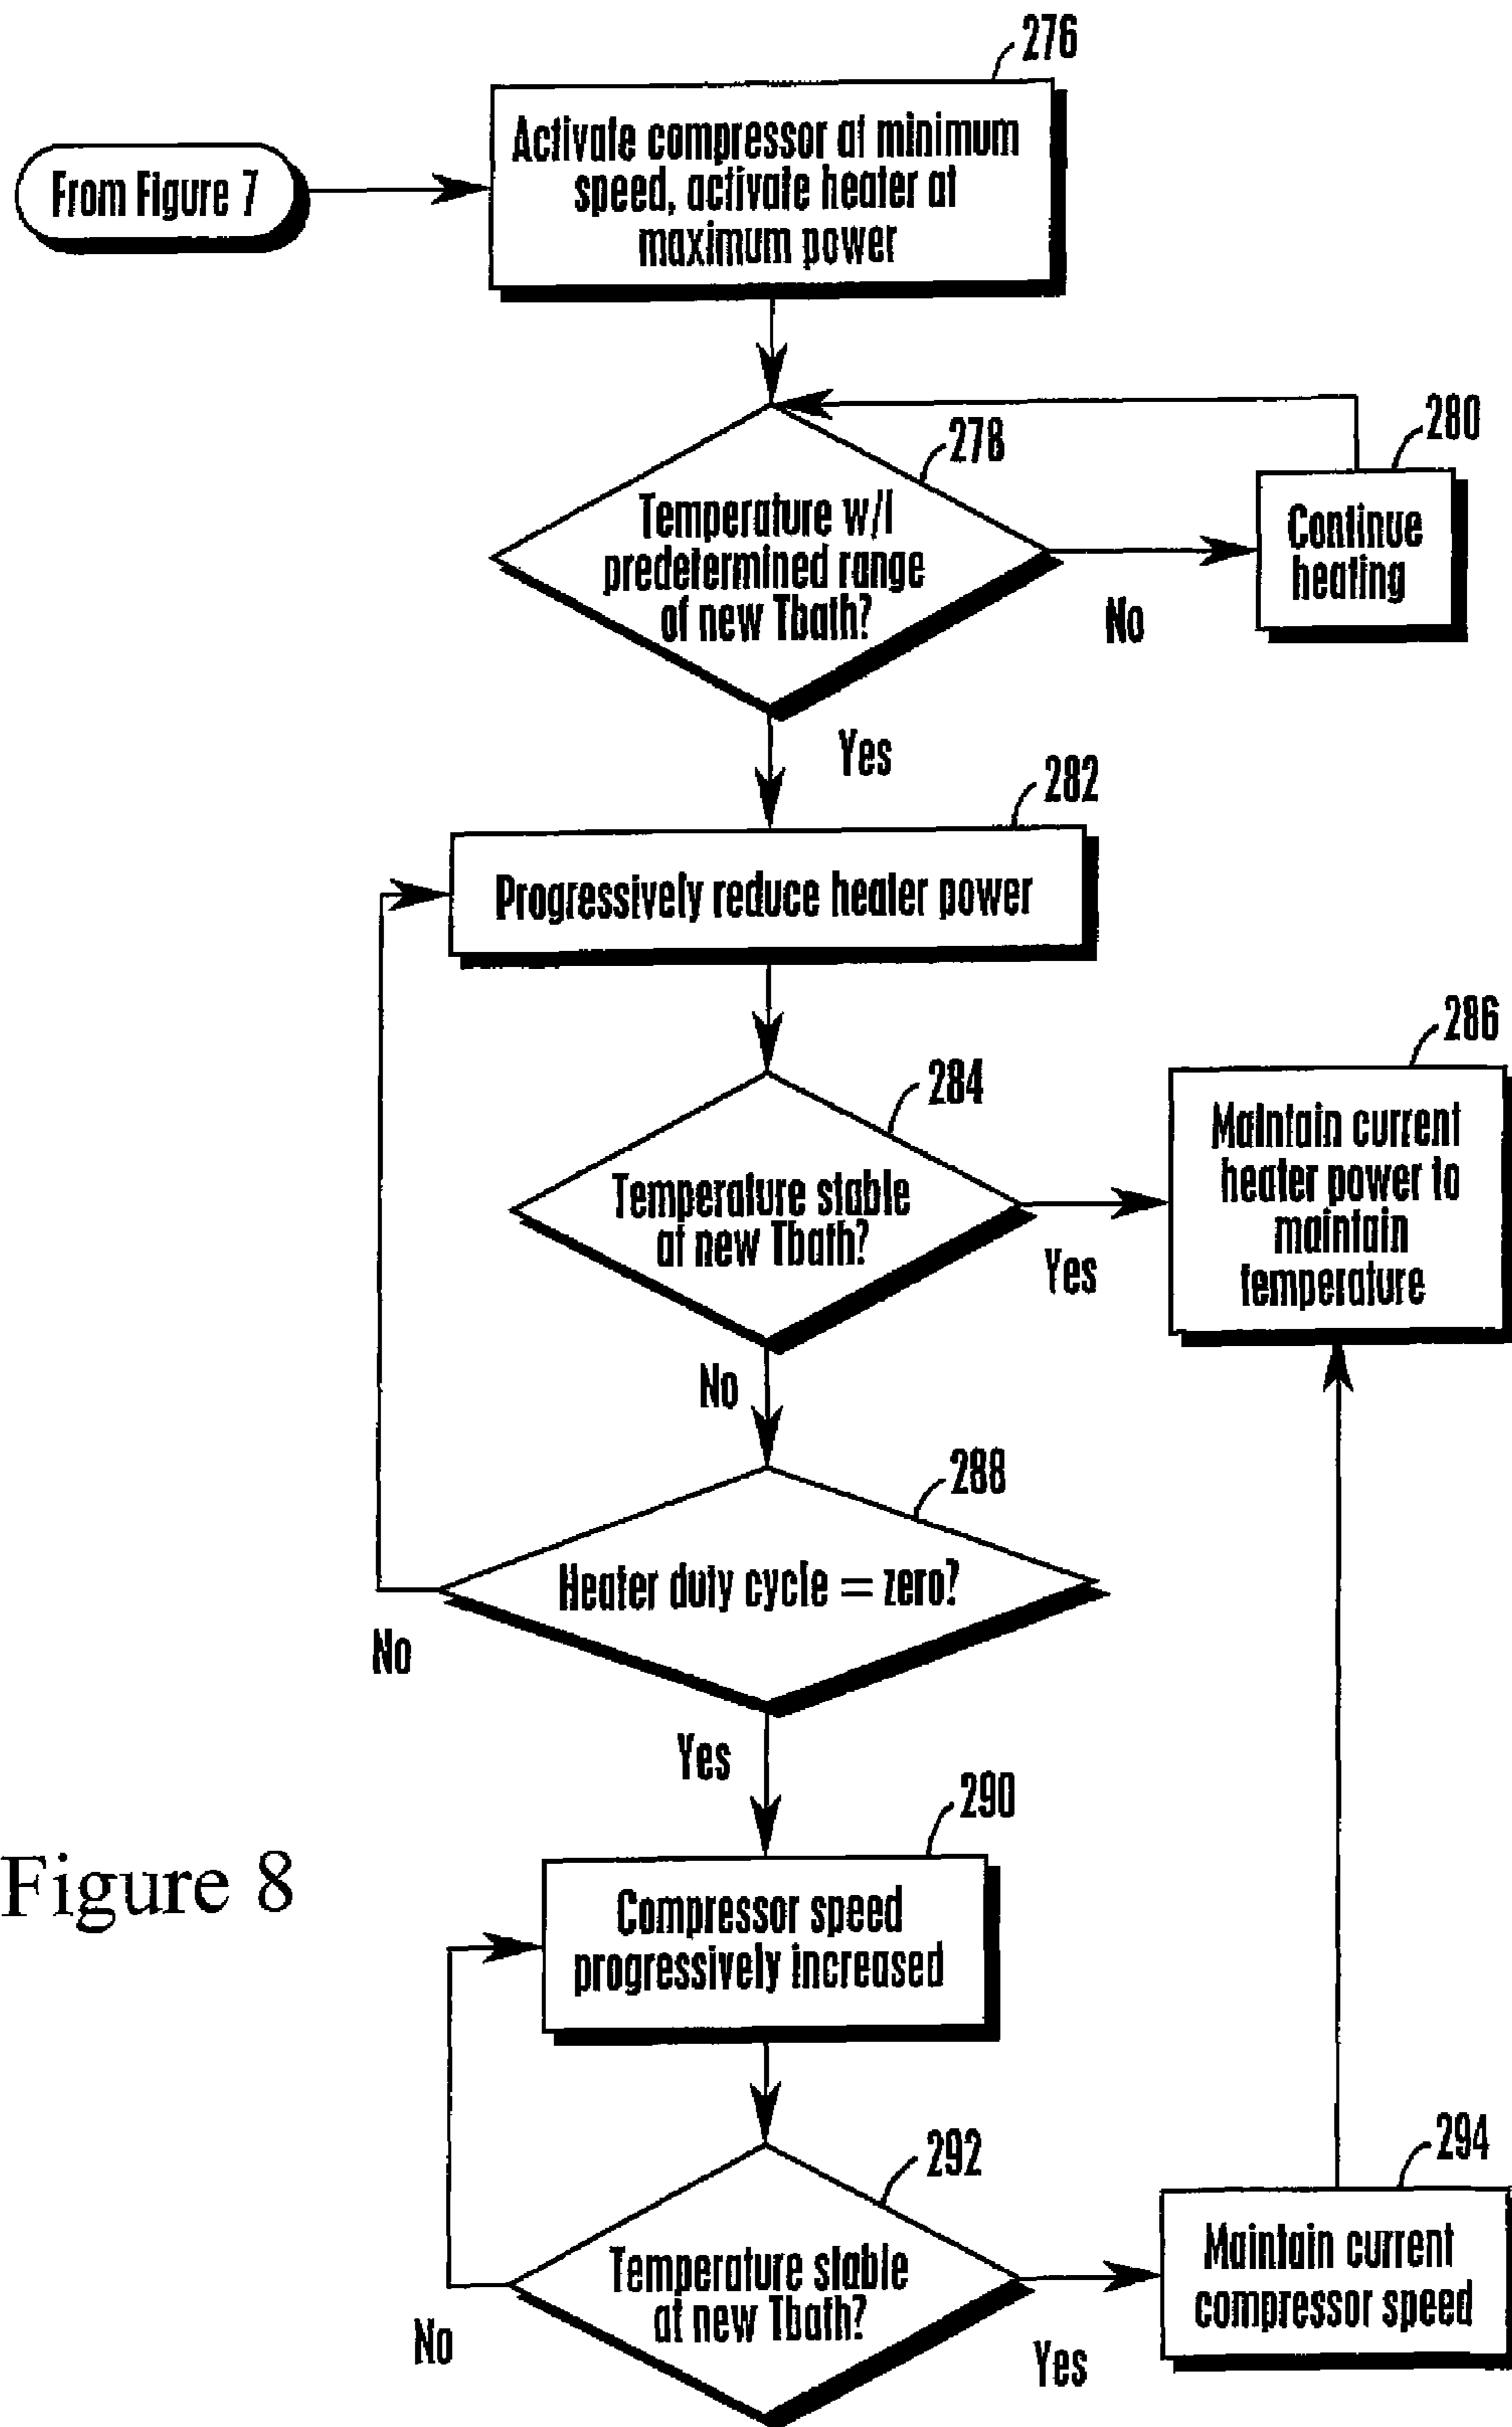 276
From Figure 7
Activate compressor at minimum
speed, activate heater at
maximum power
278
Temperature w/i
predetermined range
of new Tbath?
No
280
Continue
heating
Yes
282
Progressively reduce heater power
284
Temperature stable
at new Tbath?
Yes
286
Maintain current
heater power to
maintain
temperature
No
288
Heater duty cycle = zero?
No
Yes
290
Compressor speed
progressively increased
Figure 8
292
Temperature stable
at new Tbath?
No
Yes
294
Maintain current
compressor speed